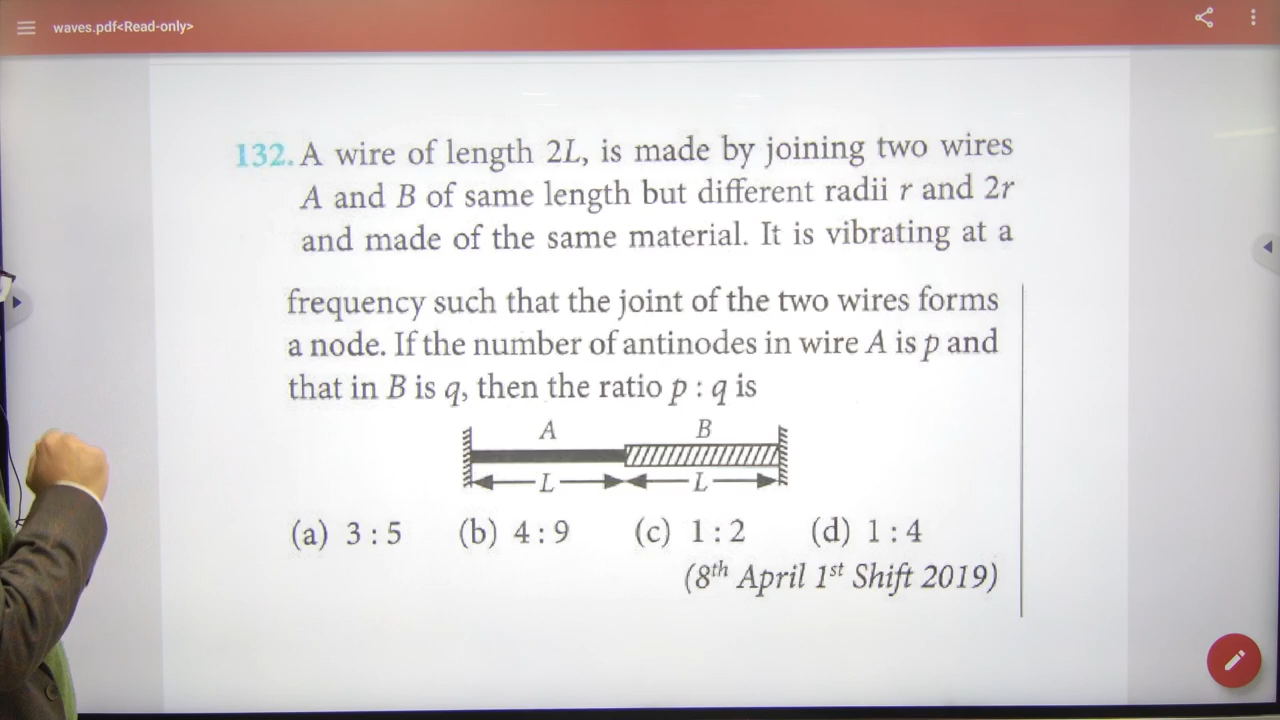 waves.pdf<Read-only>
132. A wire of length 2L, is made by joining two wires
A and B of same length but different radii r and 2r
and made of the same material. It is vibrating at a
frequency such that the joint of the two wires forms
a node. If the number of antinodes in wire A is p and
that in B is q, then the ratio p : q is
A B
L L
(a) 3 : 5 (b) 4 : 9 (c) 1 : 2 (d) 1 : 4
(8th April 1st Shift 2019)